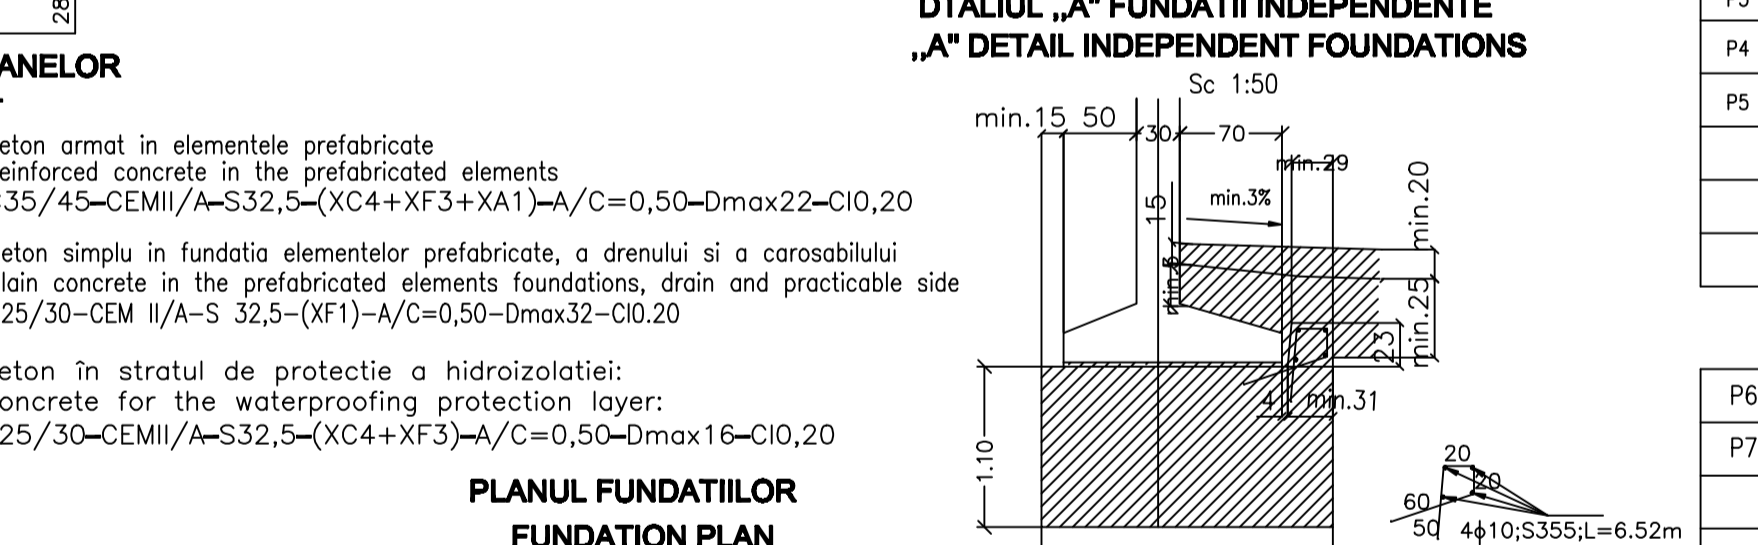 28
ANELOR
eton armat in elementele prefabricate
einforced concrete in the prefabricated elements
35/45-CEMII/A-S32,5-(XC4+XF3+XA1)-A/C=0,50-Dmax22-Cl0,20
eton simplu in fundatia elementelor prefabricate, a drenului si a carosabilului
lain concrete in the prefabricated elements foundations, drain and practicable side
25/30-CEM II/A-S 32,5-(XF1)-A/C=0,50-Dmax32-Cl0.20
eton în stratul de protectie a hidroizolatiei:
oncrete for the waterproofing protection layer:
25/30-CEMII/A-S32,5-(XC4+XF3)-A/C=0,50-Dmax16-Cl0,20
PLANUL FUNDATIILOR
FUNDATION PLAN
DTALIUL „A" FUNDATII INDEPENDENTE
„A" DETAIL INDEPENDENT FOUNDATIONS
Sc 1:50
min.15 50
30
70
min.29
min.3%
15
min.20
min.25
23
4
min.31
1.10
20
20
60
50
4ϕ10;S355;L=6.52m
P4
P5
P6
P7